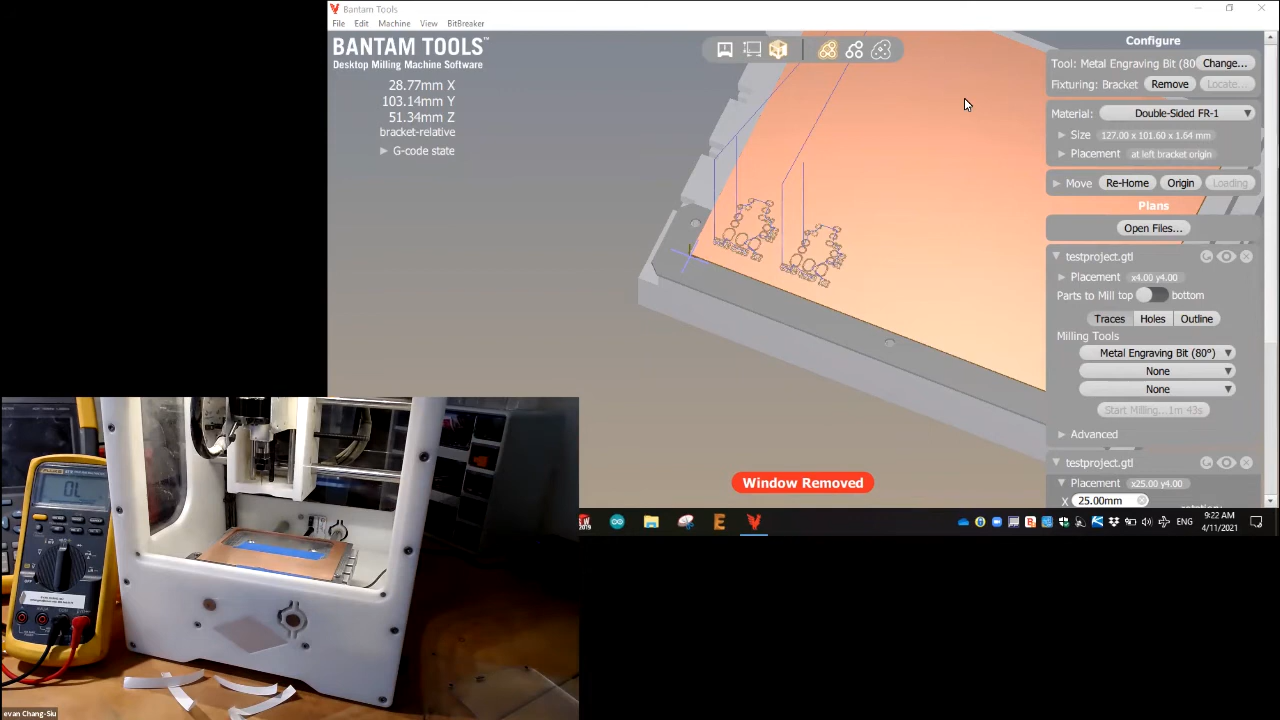 Bantam Tools
File Edit Machine View BitBreaker
BANTAM TOOLS™
Desktop Milling Machine Software
28.77mm X
103.14mm Y
51.34mm Z
bracket-relative
G-code state
Configure
Tool: Metal Engraving Bit (80 Change...
Fixturing: Bracket Remove Locate...
Material: Double-Sided FR-1
Size 127.00 x 101.60 x 1.64 mm
Placement at left bracket origin
Move Re-Home Origin Loading
Plans
Open Files...
testproject.gtl
Placement x4.00 y4.00
Parts to Mill top bottom
Traces Holes Outline
Milling Tools
Metal Engraving Bit (80°)
None
None
Start Milling...1m 43s
Advanced
testproject.gtl
Placement x25.00 y4.00
X 25.00mm
Window Removed
ENG
9:22 AM
4/11/2021
FLUKE
OL
evan Chang-Siu